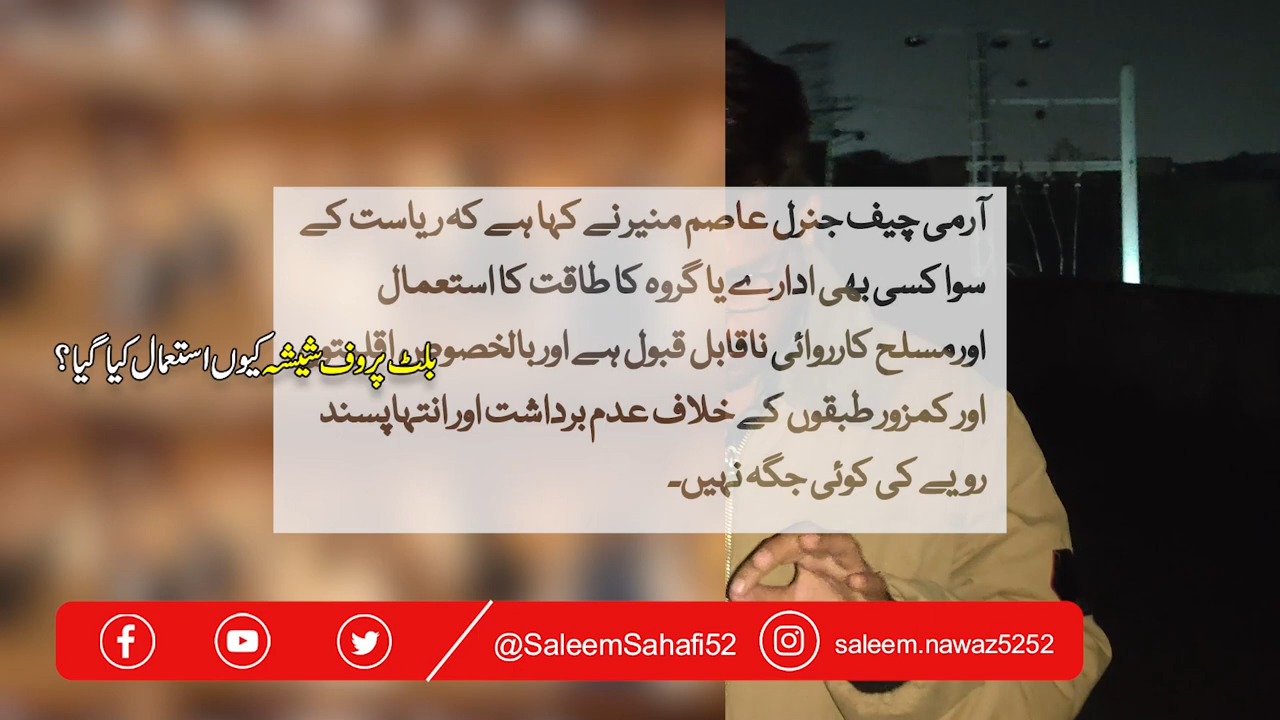 آرمی چیف جنرل عاصم منیر نے کہا ہے کہ ریاست کے
سوا کسی بھی ادارے یا گروہ کا طاقت کا استعمال
اور مسلح کارروائی ناقابل قبول ہے اور بالخصوص
اور کمزور طبقوں کے خلاف عدم برداشت اور انتہا پسند
رویے کی کوئی جگہ نہیں۔
بلٹ پروف شیشہ کیوں استعمال کیا گیا؟
@SaleemSahafi52 saleem.nawaz5252